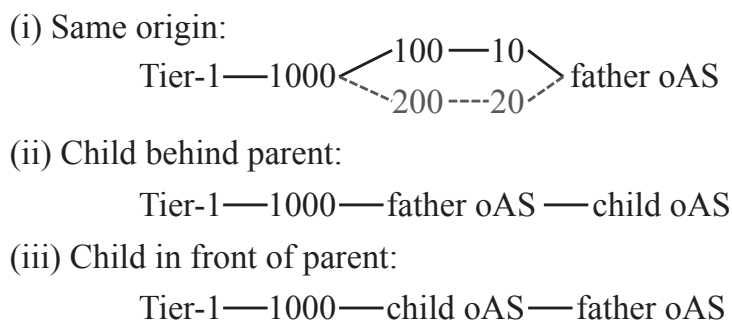 (i) Same origin:
100 10
Tier-1 1000 father oAS
200 20
(ii) Child behind parent:
Tier-1 1000 father oAS child oAS
(iii) Child in front of parent:
Tier-1 1000 child oAS father oAS